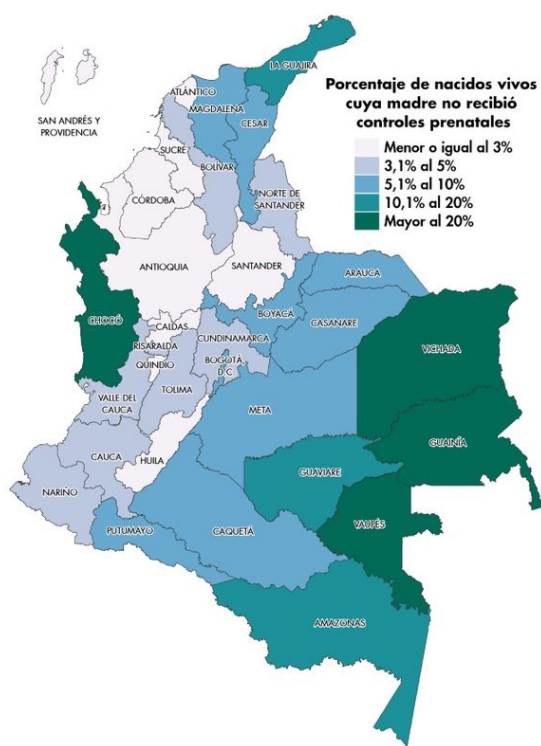 LA GUAJIRA
Porcentaje de nacidos vivos
cuya madre no recibió
controles prenatales
Menor o igual al 3%
3,1% al 5%
5,1% al 10%
10,1% al 20%
Mayor al 20%
SAN ANDRÉS Y
PROVIDENCIA
ATLÁNTICO
MAGDALENA
CESAR
SUCRE
BOLÍVAR
NORTE DE
SANTANDER
CÓRDOBA
ANTIOQUIA
SANTANDER
ARAUCA
CHOCÓ
BOYACÁ
CASANARE
CALDAS
RISARALDA
CUNDINAMARCA
VICHADA
QUINDIO
BOGOTÁ
D.C.
TOLIMA
VALLE DEL
CAUCA
META
GUAINÍA
CAUCA
HUILA
GUAVIARE
NARIÑO
VAUPÉS
PUTUMAYO
CAQUETÁ
AMAZONAS